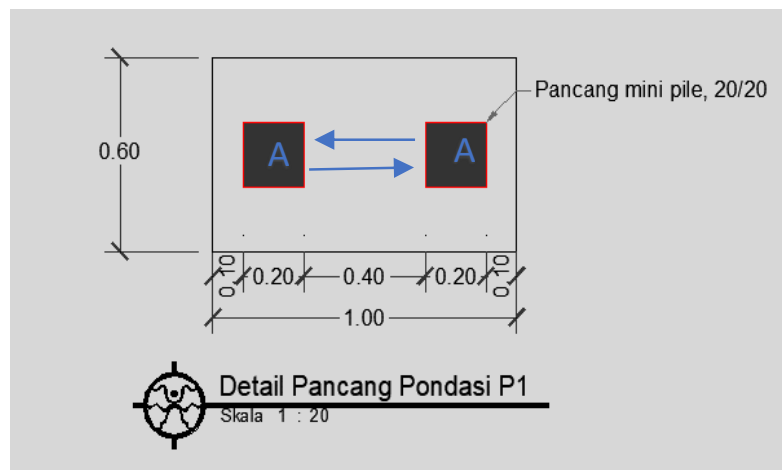 Pancang mini pile, 20/20
A
A
0.60
0.10
0.20
0.40
0.20
0.10
1.00
Detail Pancang Pondasi P1
Skala 1 : 20